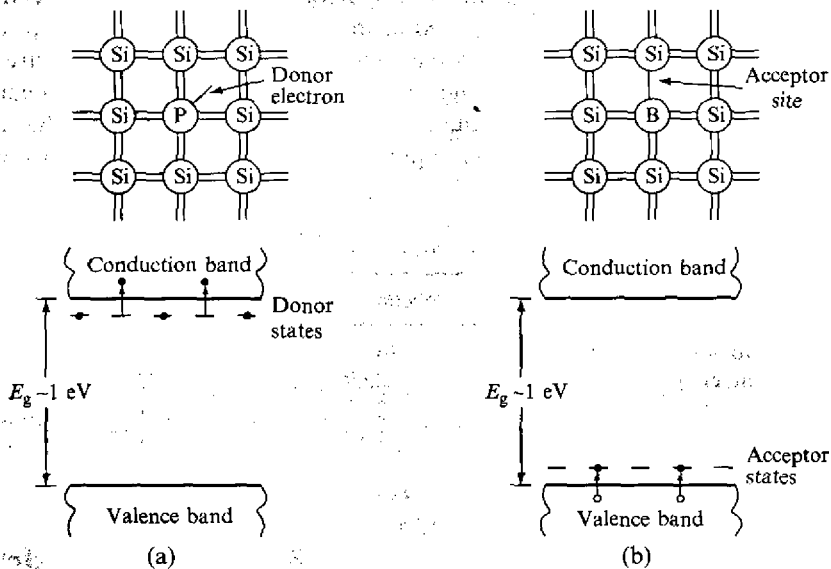 Si Si Si
Donor
electron
Si P Si
Si Si Si
Conduction band
Donor
states
E_g ~1 eV
Valence band
(a)
Si Si Si
Acceptor
site
Si B Si
Si Si Si
Conduction band
E_g ~1 eV
Acceptor
states
Valence band
(b)